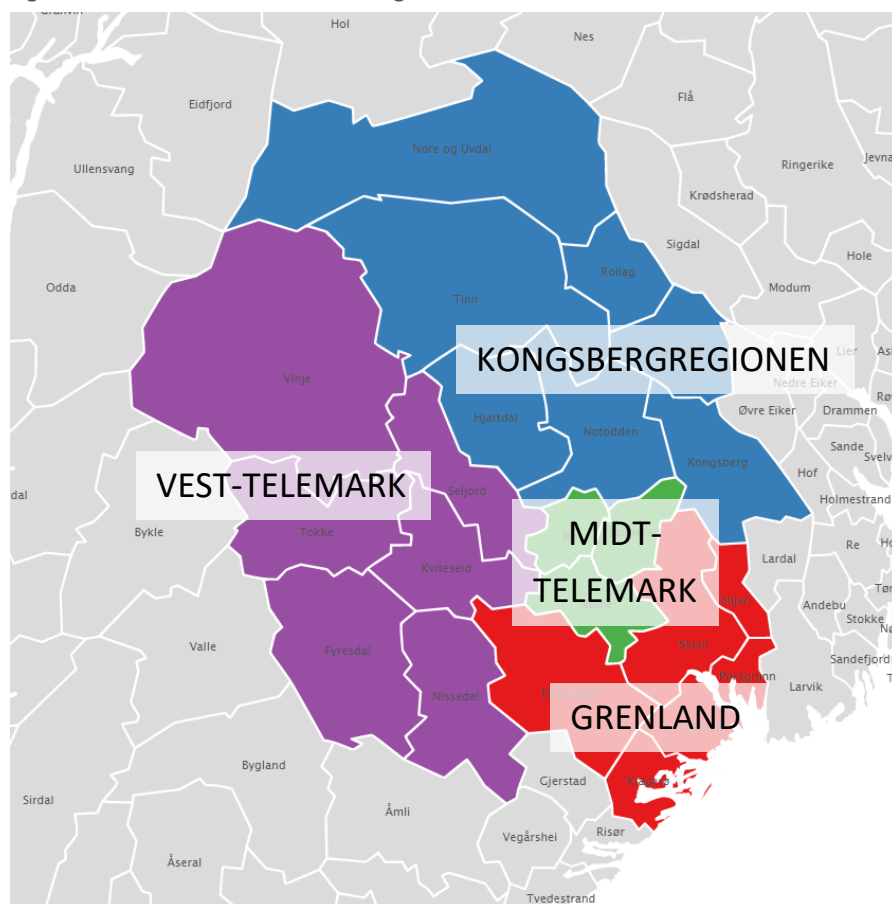 Hol
Nes
Eidfjord
Flå
Nore og Uvdal
Ringerike
Ullensvang
Krødsherad
Sigdal
Hole
Rollag
Odda
Modum
Tinn
KONGSBERGREGIONEN
Lier
Vinje
Nedre Eiker
Hjartdal
Øvre Eiker
Drammen
Notodden
Sande
Kongsberg
Hof
VEST-TELEMARK
Seljord
Holmestrand
Bykle
Tokke
MIDT-
TELEMARK
Re
Lardal
Kviteseid
Siljan
Andebu
Stokke
Valle
Fyresdal
Skien
Sandefjord
Porsgrunn
Larvik
Nissedal
GRENLAND
Bygland
Gjerstad
Kragerø
Sirdal
Åmli
Vegårshei
Risør
Åseral
Tvedestrand